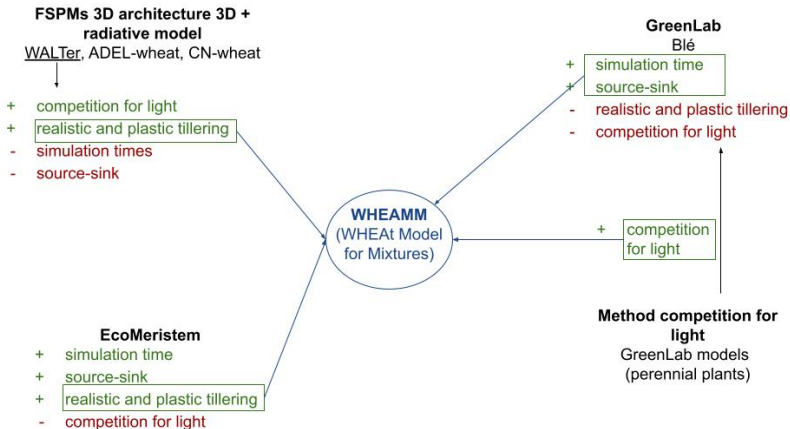 FSPMs 3D architecture 3D +
radiative model
WALTer, ADEL-wheat, CN-wheat
+ competition for light
+ realistic and plastic tillering
- simulation times
- source-sink
GreenLab
Blé
+ simulation time
+ source-sink
- realistic and plastic tillering
- competition for light
WHEAMM
(WHEAt Model
for Mixtures)
+ competition
for light
Method competition for
light
GreenLab models
(perennial plants)
EcoMeristem
+ simulation time
+ source-sink
+ realistic and plastic tillering
- competition for light